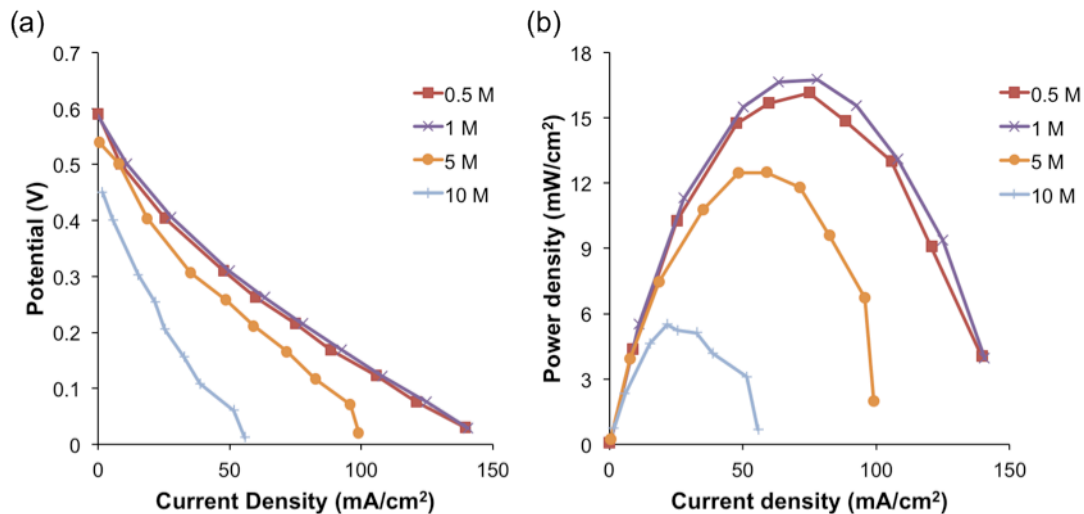 (a)
0.7
0.6
0.5
0.4
0.3
0.2
0.1
0
Potential (V)
0 50 100 150
Current Density (mA/cm²)
0.5 M
1 M
5 M
10 M
(b)
18
15
12
9
6
3
0
Power density (mW/cm²)
0 50 100 150
Current density (mA/cm²)
0.5 M
1 M
5 M
10 M